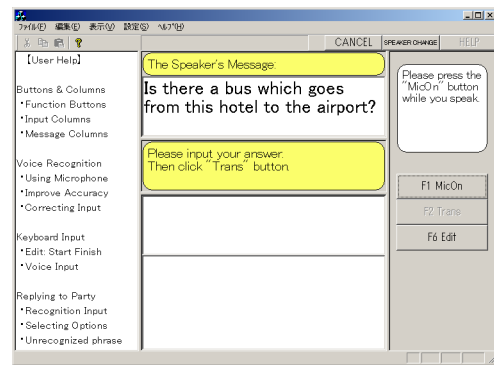 ﾌｧｲﾙ(F) 編集(E) 表示(V) 設定(S) ﾍﾙﾌﾟ(H)
CANCEL SPEAKER CHANGE HELP
【User Help】
Buttons & Columns
・Function Buttons
・Input Columns
・Message Columns
Voice Recognition
・Using Microphone
・Improve Accuracy
・Correcting Input
Keyboard Input
・Edit: Start Finish
・Voice Input
Replying to Party
・Recognition Input
・Selecting Options
・Unrecognized phrase
The Speaker's Message:
Is there a bus which goes
from this hotel to the airport?
Please input your answer.
Then click "Trans" button.
Please press the
"MicOn" button
while you speak.
F1 MicOn
F2 Trans
F6 Edit